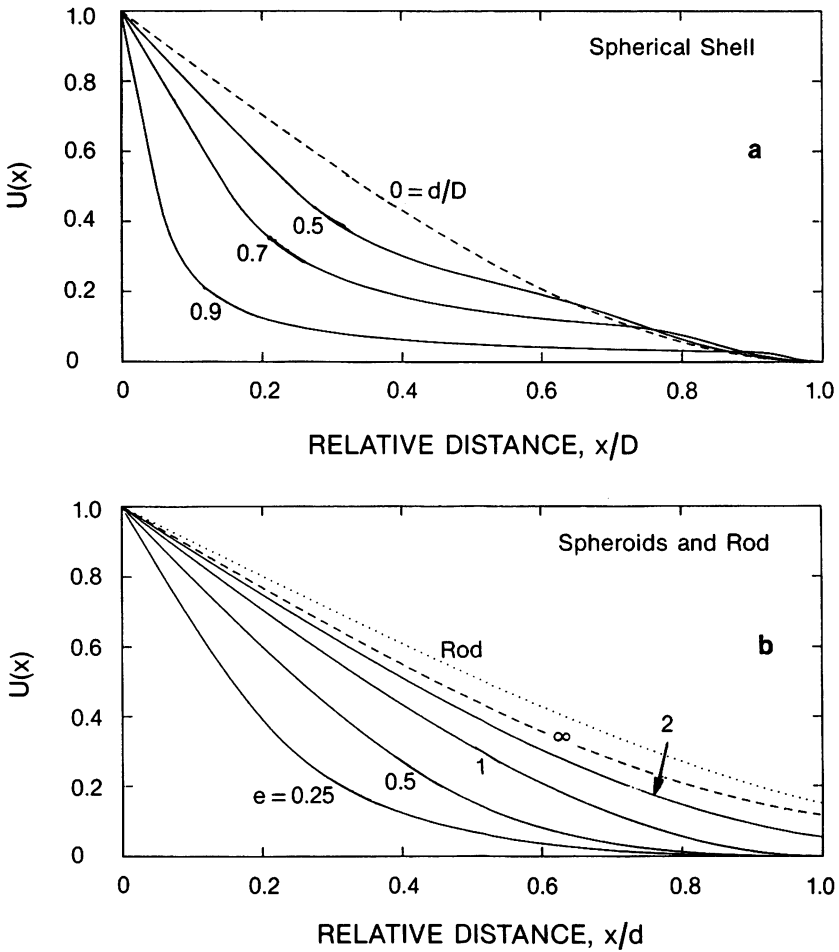 1.0
0.8
0.6
0.4
0.2
0
U(x)
Spherical Shell
a
0 = d/D
0.5
0.7
0.9
0 0.2 0.4 0.6 0.8 1.0
RELATIVE DISTANCE, x/D
1.0
0.8
0.6
0.4
0.2
0
U(x)
Spheroids and Rod
b
Rod
∞
2
1
0.5
e = 0.25
0 0.2 0.4 0.6 0.8 1.0
RELATIVE DISTANCE, x/d